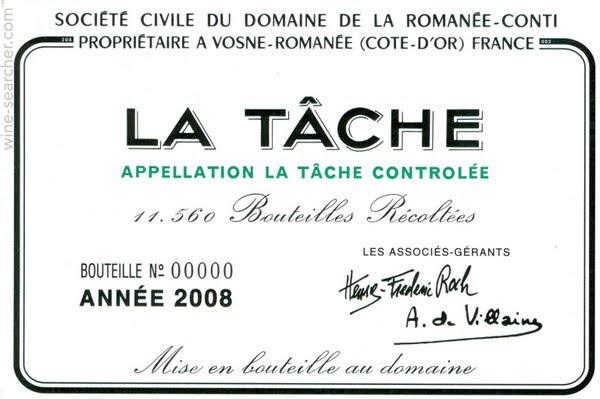 SOCIÉTÉ CIVILE DU DOMAINE DE LA ROMANÉE-CONTI
PROPRIÉTAIRE A VOSNE-ROMANÉE (COTE-D'OR) FRANCE
LA TÂCHE
APPELLATION LA TÂCHE CONTROLÉE
11.560 Bouteilles Récoltées
LES ASSOCIÉS-GÉRANTS
BOUTEILLE Nº 00000
ANNÉE 2008
Henry-Frédéric Roch
A. de Villaine
Mise en bouteille au domaine
wine-searcher.com